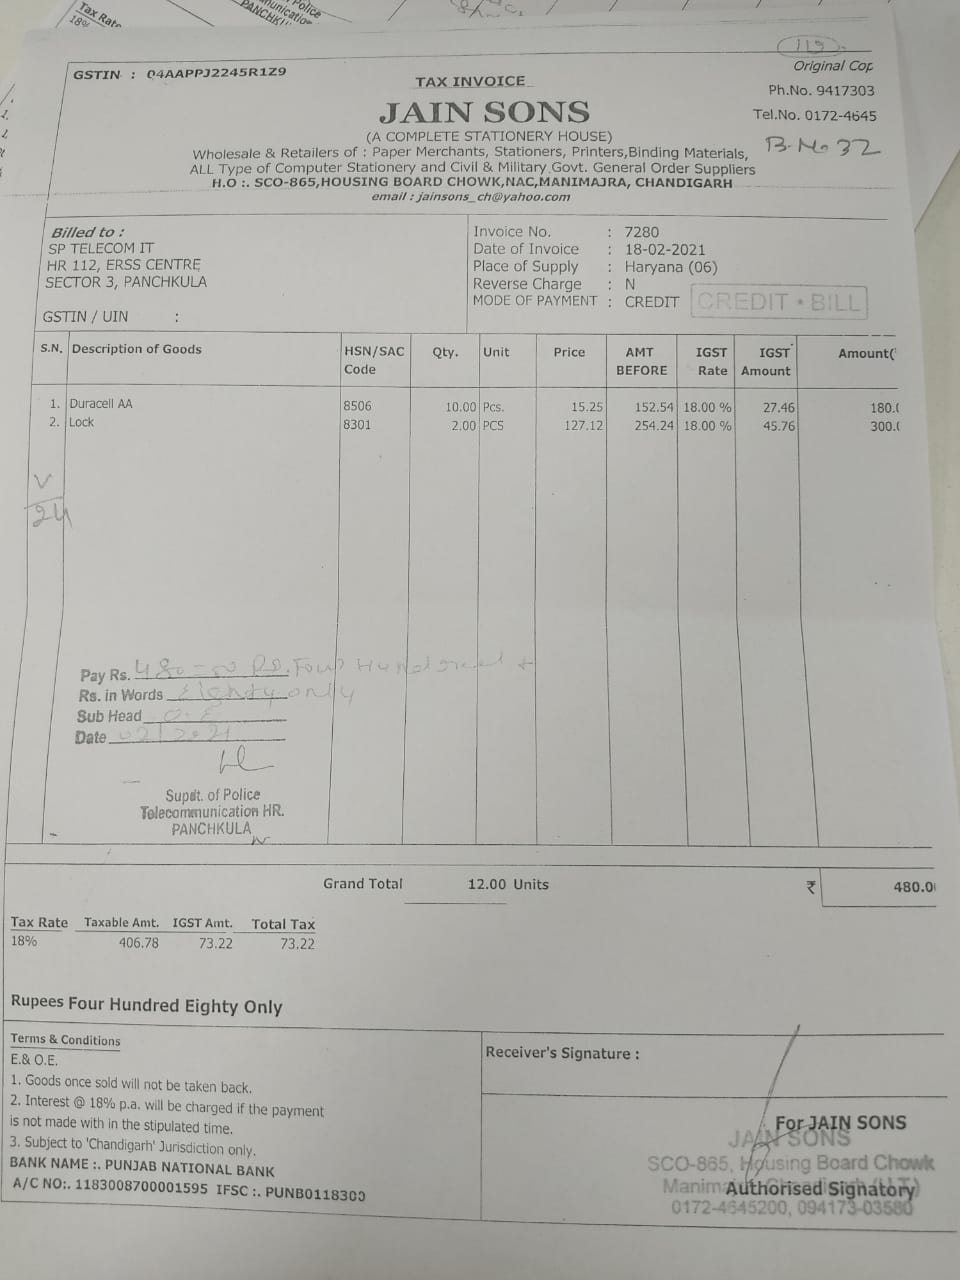 119
Original Cop
GSTIN : 04AAPPJ2245R1Z9
TAX INVOICE
Ph.No. 9417303
JAIN SONS
Tel.No. 0172-4645
(A COMPLETE STATIONERY HOUSE)
B.No 32
Wholesale & Retailers of : Paper Merchants, Stationers, Printers,Binding Materials,
ALL Type of Computer Stationery and Civil & Military Govt. General Order Suppliers
H.O :. SCO-865,HOUSING BOARD CHOWK,NAC,MANIMAJRA, CHANDIGARH
email : jainsons_ch@yahoo.com
Billed to :
SP TELECOM IT
HR 112, ERSS CENTRE
SECTOR 3, PANCHKULA
GSTIN / UIN :
Invoice No. : 7280
Date of Invoice : 18-02-2021
Place of Supply : Haryana (06)
Reverse Charge : N
MODE OF PAYMENT : CREDIT
CREDIT • BILL
S.N. Description of Goods HSN/SAC Code Qty. Unit Price AMT BEFORE IGST Rate IGST Amount Amount(
1. Duracell AA 8506 10.00 Pcs. 15.25 152.54 18.00 % 27.46 180.(
2. Lock 8301 2.00 PCS 127.12 254.24 18.00 % 45.76 300.(
V
24
Pay Rs. 480=00 Rs. Four Hundred +
Rs. in Words Eighty only
Sub Head O.E
Date 02/2021
Supdt. of Police
Telecommunication HR.
PANCHKULA
Grand Total 12.00 Units ₹ 480.0
Tax Rate Taxable Amt. IGST Amt. Total Tax
18% 406.78 73.22 73.22
Rupees Four Hundred Eighty Only
Terms & Conditions
E.& O.E.
1. Goods once sold will not be taken back.
2. Interest @ 18% p.a. will be charged if the payment
is not made with in the stipulated time.
3. Subject to 'Chandigarh' Jurisdiction only.
BANK NAME :. PUNJAB NATIONAL BANK
A/C NO:. 1183008700001595 IFSC :. PUNB0118300
Receiver's Signature :
For JAIN SONS
JAIN SONS
SCO-865, Housing Board Chowk
Authorised Signatory
0172-4645200, 094173-03580
Tax Rate
18%
PANCHKU